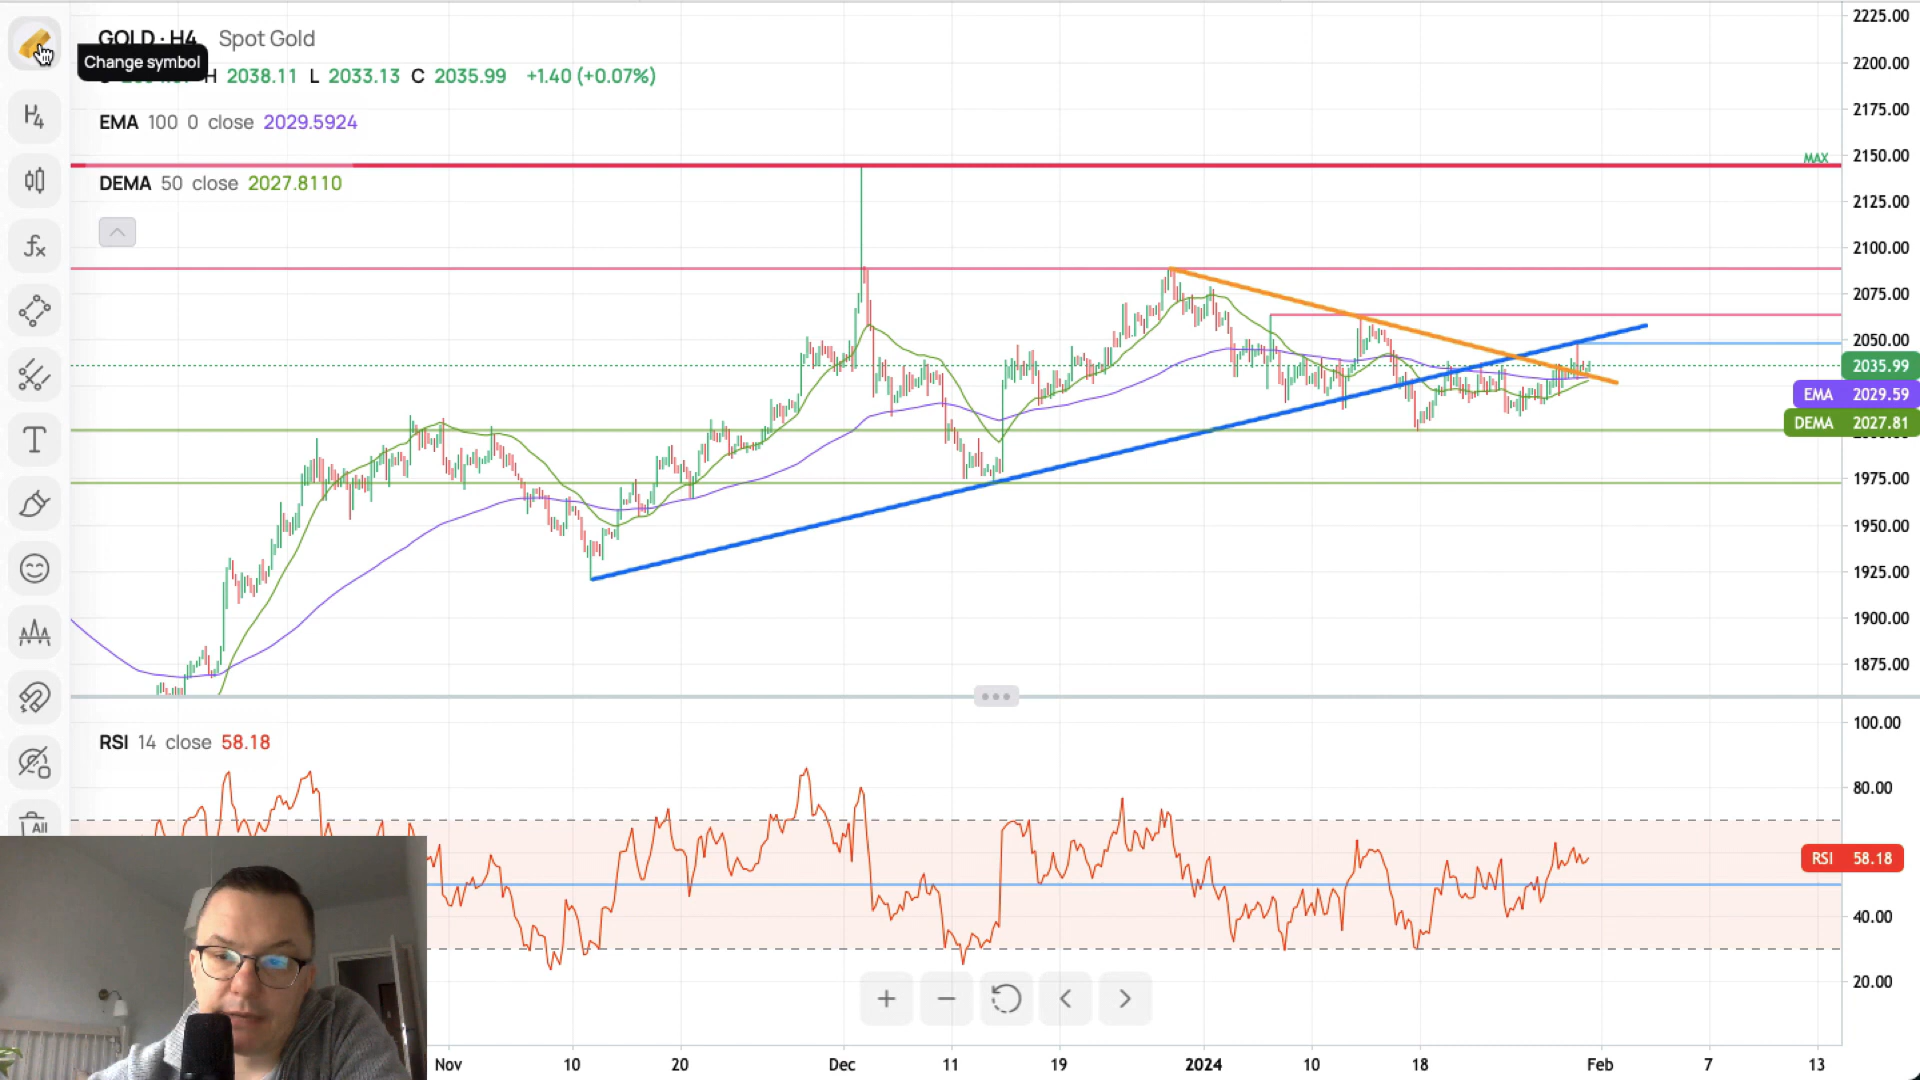 GOLD · H4 Spot Gold
Change symbol
H 2038.11 L 2033.13 C 2035.99 +1.40 (+0.07%)
EMA 100 0 close 2029.5924
DEMA 50 close 2027.8110
H4
fx
T
All
MAX
2225.00
2200.00
2175.00
2150.00
2125.00
2100.00
2075.00
2050.00
2035.99
EMA 2029.59
DEMA 2027.81
1975.00
1950.00
1925.00
1900.00
1875.00
RSI 14 close 58.18
100.00
80.00
RSI 58.18
40.00
20.00
Nov 10 20 Dec 11 19 2024 10 18 Feb 7 13